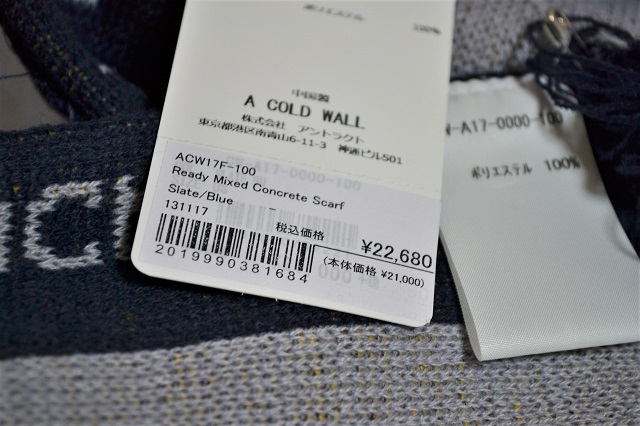 ポリエステル 100%
中国製
A COLD WALL
株式会社 アントラクト
東京都港区南青山6-11-3 神通ビル501
ACW17F-100
Ready Mixed Concrete Scarf
Slate/Blue -
131117
税込価格
¥22,680
(本体価格 ¥21,000)
2019990381684
W-A17-0000-100
ポリエステル 100%